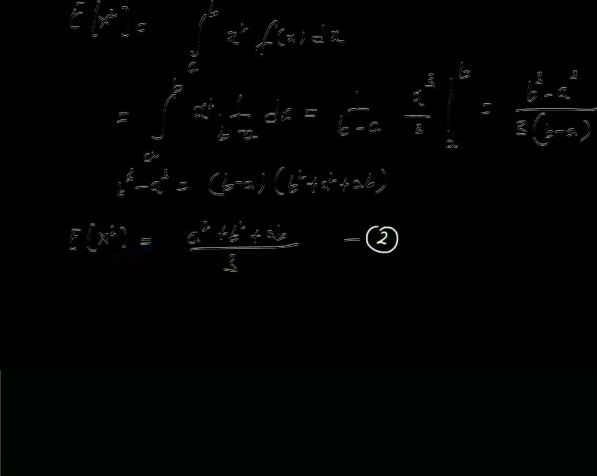 E[x²] = ∫ₐᵇ x² f(x) dx
= ∫ₐᵇ x² · 1/(b-a) dx = 1/(b-a) x³/3 |ₐᵇ = (b³-a³)/(3(b-a))
b³-a³ = (b-a)(b²+a²+ab)
E[x²] = (a²+b²+ab)/3 — ②